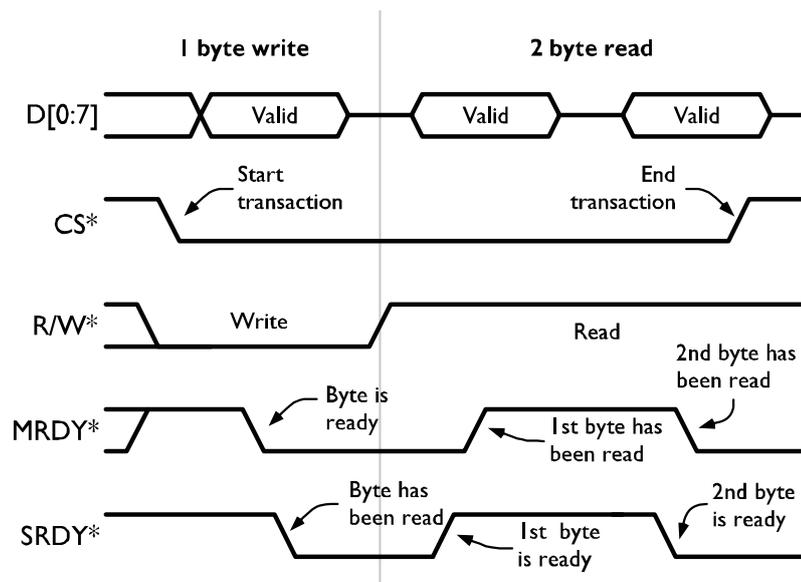 1 byte write
2 byte read
D[0:7]
Valid
Valid
Valid
Start
transaction
End
transaction
CS*
R/W*
Write
Read
2nd byte has
been read
MRDY*
Byte is
ready
1st byte has
been read
SRDY*
Byte has
been read
1st byte
is ready
2nd byte
is ready